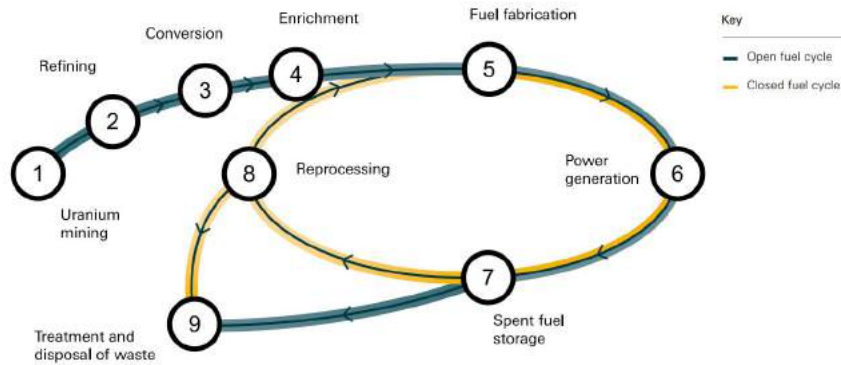 Fuel fabrication
Key
Enrichment
Conversion
Open fuel cycle
Refining
4
5
Closed fuel cycle
3
2
1
8
Reprocessing
Power
generation
6
Uranium
mining
7
9
Treatment and
disposal of waste
Spent fuel
storage